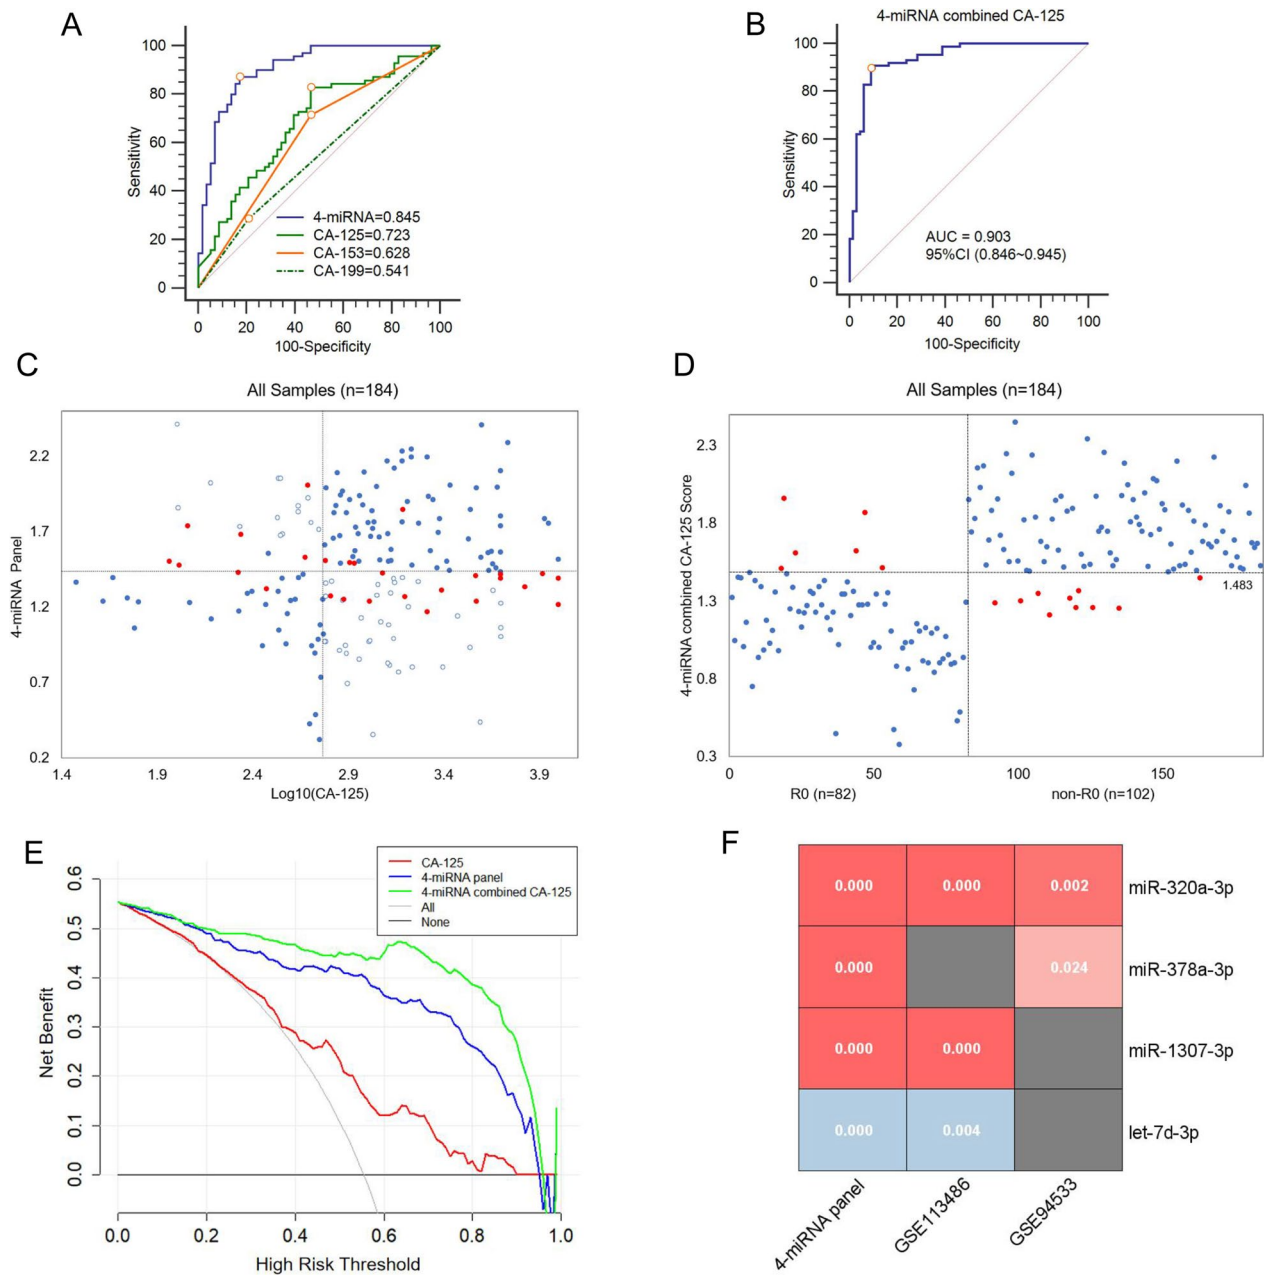 A
100
80
60
40
20
0
Sensitivity
4-miRNA=0.845
CA-125=0.723
CA-153=0.628
CA-199=0.541
0 20 40 60 80 100
100-Specificity
B
4-miRNA combined CA-125
100
80
60
40
20
0
Sensitivity
AUC = 0.903
95%CI (0.846~0.945)
0 20 40 60 80 100
100-Specificity
C
All Samples (n=184)
2.2
1.7
1.2
0.7
0.2
4-miRNA Panel
1.4 1.9 2.4 2.9 3.4 3.9
Log10(CA-125)
D
All Samples (n=184)
2.3
1.8
1.3
0.8
0.3
4-miRNA combined CA-125 Score
1.483
0 50 100 150
R0 (n=82) non-R0 (n=102)
E
0.6
0.5
0.4
0.3
0.2
0.1
0.0
Net Benefit
CA-125
4-miRNA panel
4-miRNA combined CA-125
All
None
0.0 0.2 0.4 0.6 0.8 1.0
High Risk Threshold
F
0.000 0.000 0.002 miR-320a-3p
0.000 0.024 miR-378a-3p
0.000 0.000 miR-1307-3p
0.000 0.004 let-7d-3p
4-miRNA panel
GSE113486
GSE94533